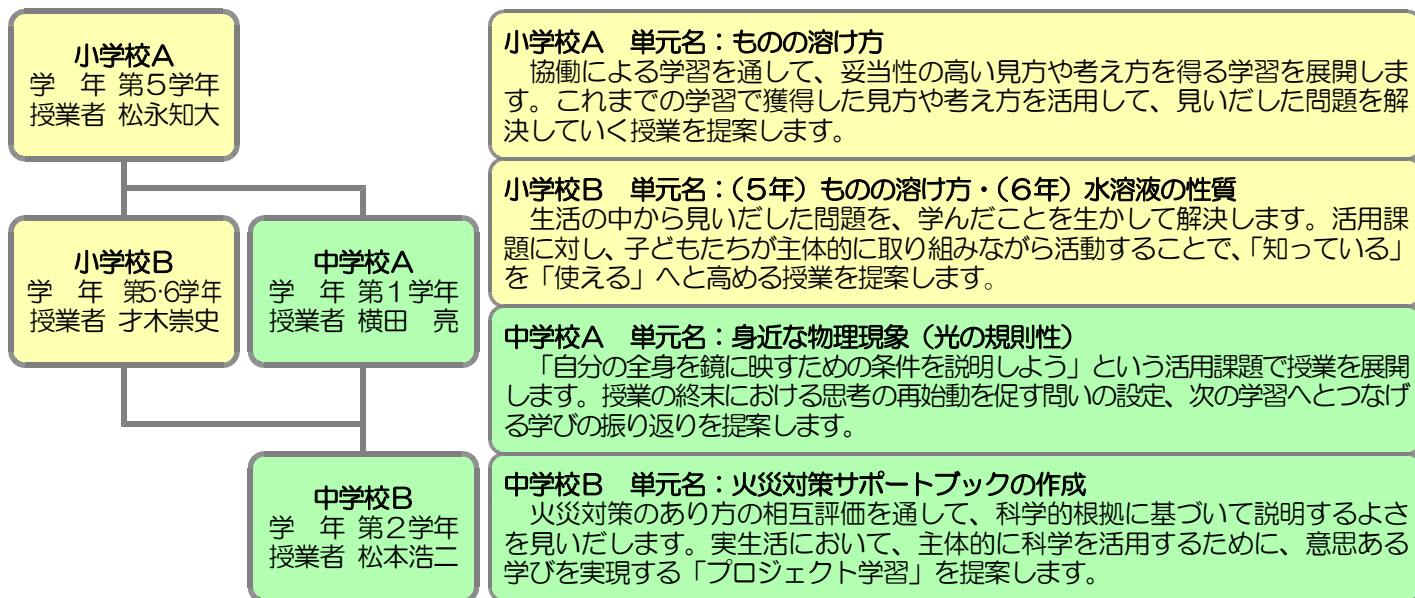 小学校A
学　年 第５学年
授業者 松永知大
小学校B
学　年 第5・6学年
授業者 才木崇史
中学校A
学　年 第１学年
授業者 横田　亮
中学校B
学　年 第２学年
授業者 松本浩二
小学校A　単元名：ものの溶け方
　協働による学習を通して、妥当性の高い見方や考え方を得る学習を展開しま
す。これまでの学習で獲得した見方や考え方を活用して、見いだした問題を解
決していく授業を提案します。
小学校B　単元名：（５年）ものの溶け方・（６年）水溶液の性質
　生活の中から見いだした問題を、学んだことを生かして解決します。活用課
題に対し、子どもたちが主体的に取り組みながら活動することで、「知っている」
を「使える」へと高める授業を提案します。
中学校A　単元名：身近な物理現象（光の規則性）
　「自分の全身を鏡に映すための条件を説明しよう」という活用課題で授業を展開
します。授業の終末における思考の再始動を促す問いの設定、次の学習へとつなげ
る学びの振り返りを提案します。
中学校B　単元名：火災対策サポートブックの作成
　火災対策のあり方の相互評価を通して、科学的根拠に基づいて説明するよさ
を見いだします。実生活において、主体的に科学を活用するために、意思ある
学びを実現する「プロジェクト学習」を提案します。